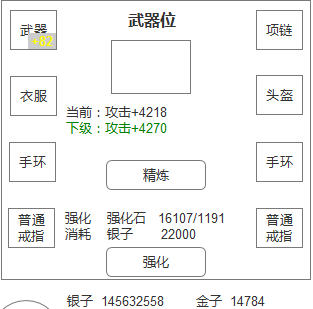 武器位
武器
+82
项链
衣服
头盔
当前：攻击+4218
下级：攻击+4270
手环
精炼
手环
普通
戒指
强化 强化石 16107/1191
消耗 银子 22000
普通
戒指
强化
银子 145632558 金子 14784